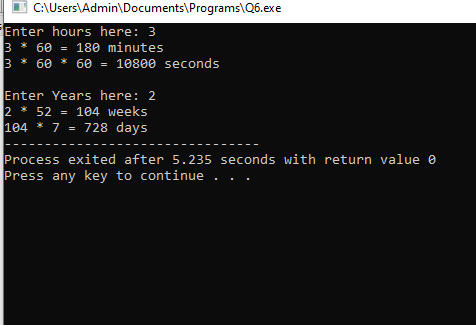 C:\Users\Admin\Documents\Programs\Q6.exe
Enter hours here: 3
3 * 60 = 180 minutes
3 * 60 * 60 = 10800 seconds
Enter Years here: 2
2 * 52 = 104 weeks
104 * 7 = 728 days
--------------------------------
Process exited after 5.235 seconds with return value 0
Press any key to continue . . .